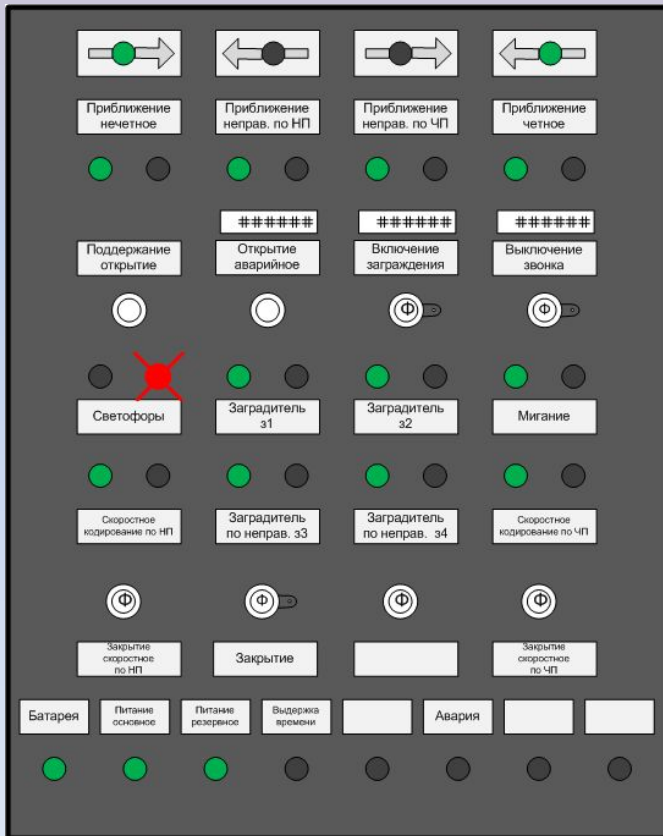 Приближение
нечетное
Приближение
неправ. по НП
Приближение
неправ. по ЧП
Приближение
четное
######
######
######
Поддержание
открытие
Открытие
аварийное
Включение
заграждения
Выключение
звонка
Ф
Ф
Светофоры
Заградитель
з1
Заградитель
з2
Мигание
Скоростное
кодирование по НП
Заградитель
по неправ. з3
Заградитель
по неправ. з4
Скоростное
кодирование по ЧП
Ф
Ф
Ф
Ф
Закрытие
скоростное
по НП
Закрытие
Закрытие
скоростное
по ЧП
Батарея
Питание
основное
Питание
резервное
Выдержка
времени
Авария